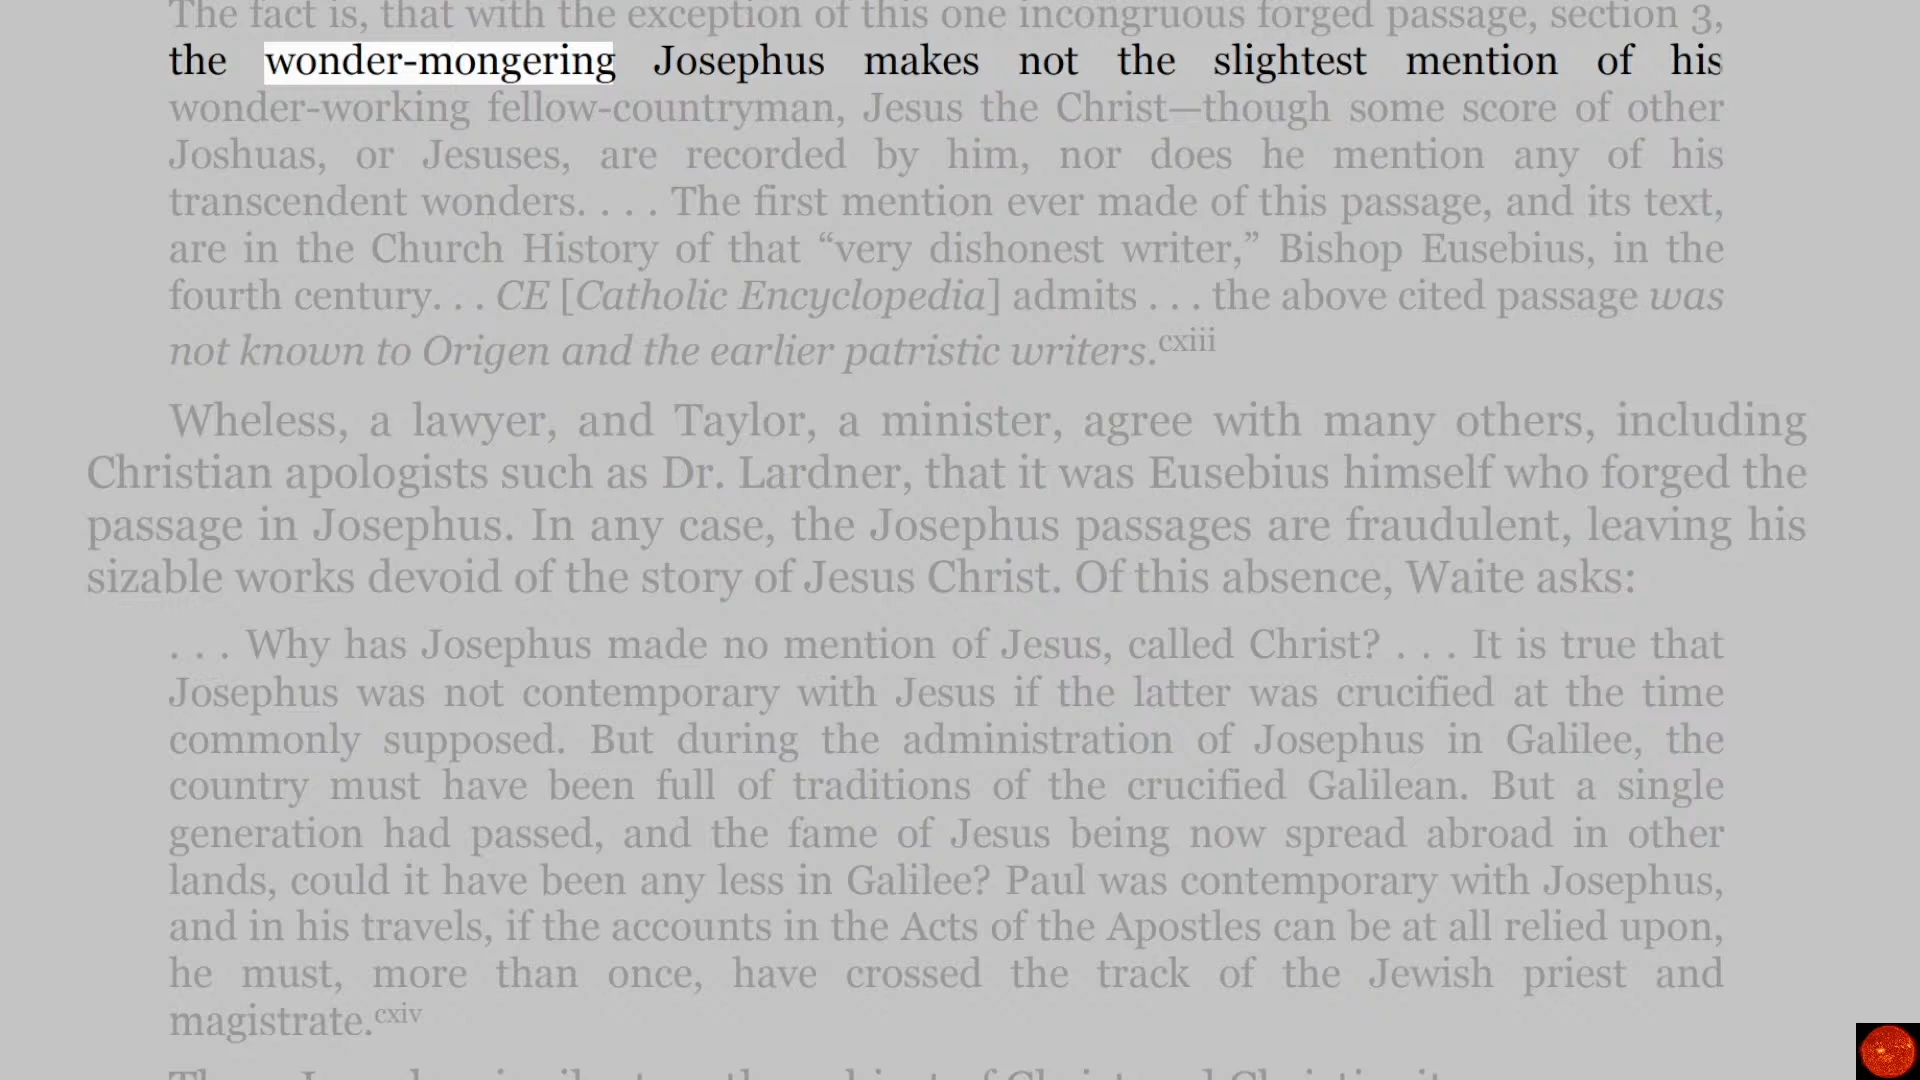 The fact is, that with the exception of this one incongruous forged passage, section 3,
the wonder-mongering Josephus makes not the slightest mention of his
wonder-working fellow-countryman, Jesus the Christ—though some score of other
Joshuas, or Jesuses, are recorded by him, nor does he mention any of his
transcendent wonders. . . . The first mention ever made of this passage, and its text,
are in the Church History of that “very dishonest writer,” Bishop Eusebius, in the
fourth century. . . CE [Catholic Encyclopedia] admits . . . the above cited passage was
not known to Origen and the earlier patristic writers.cxiii
Wheless, a lawyer, and Taylor, a minister, agree with many others, including
Christian apologists such as Dr. Lardner, that it was Eusebius himself who forged the
passage in Josephus. In any case, the Josephus passages are fraudulent, leaving his
sizable works devoid of the story of Jesus Christ. Of this absence, Waite asks:
. . . Why has Josephus made no mention of Jesus, called Christ? . . . It is true that
Josephus was not contemporary with Jesus if the latter was crucified at the time
commonly supposed. But during the administration of Josephus in Galilee, the
country must have been full of traditions of the crucified Galilean. But a single
generation had passed, and the fame of Jesus being now spread abroad in other
lands, could it have been any less in Galilee? Paul was contemporary with Josephus,
and in his travels, if the accounts in the Acts of the Apostles can be at all relied upon,
he must, more than once, have crossed the track of the Jewish priest and
magistrate.cxiv